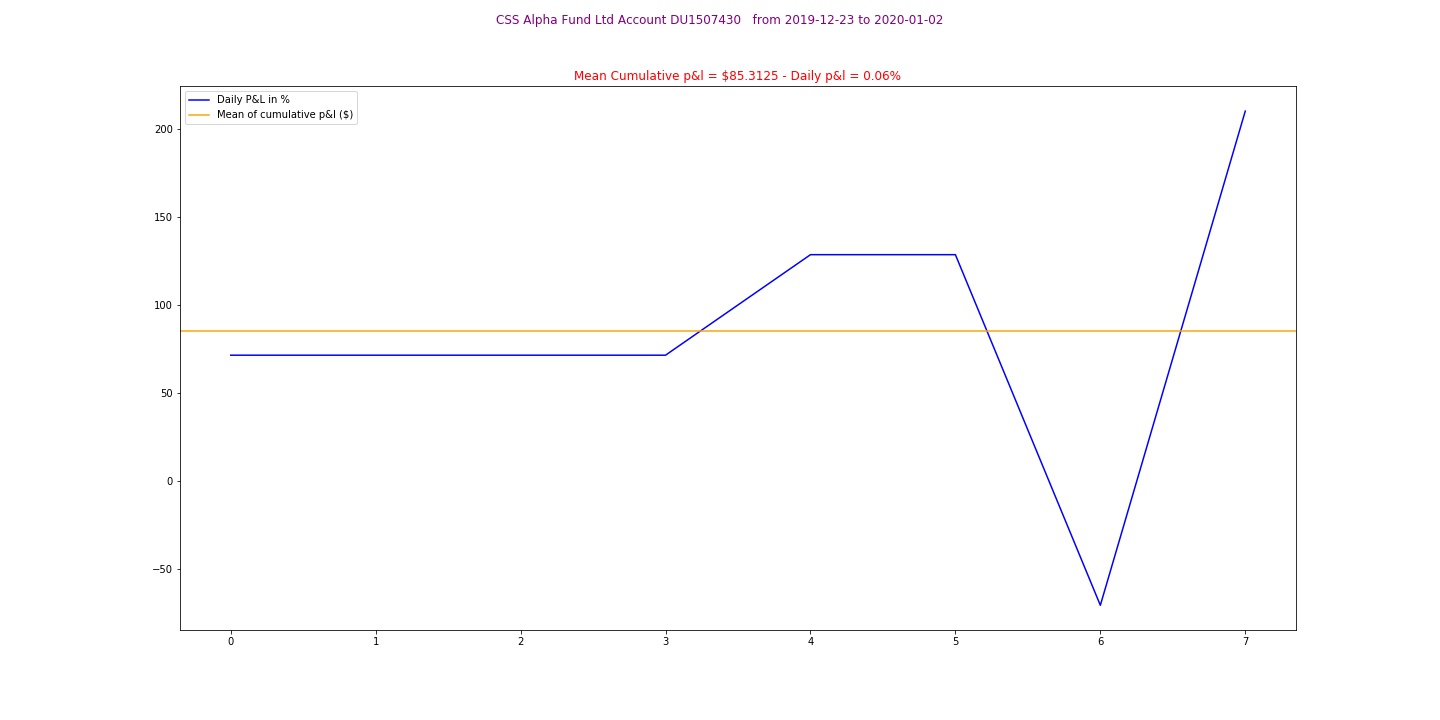 CSS Alpha Fund Ltd Account DU1507430   from 2019-12-23 to 2020-01-02
Mean Cumulative p&l = $85.3125 - Daily p&l = 0.06%
Daily P&L in %
Mean of cumulative p&l ($)
200
150
100
50
0
−50
0 1 2 3 4 5 6 7